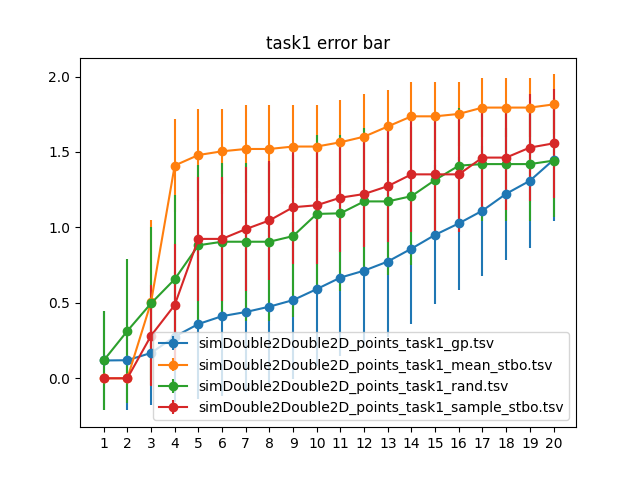 task1 error bar
2.0
1.5
1.0
0.5
0.0
simDouble2Double2D_points_task1_gp.tsv
simDouble2Double2D_points_task1_mean_stbo.tsv
simDouble2Double2D_points_task1_rand.tsv
simDouble2Double2D_points_task1_sample_stbo.tsv
1 2 3 4 5 6 7 8 9 10 11 12 13 14 15 16 17 18 19 20